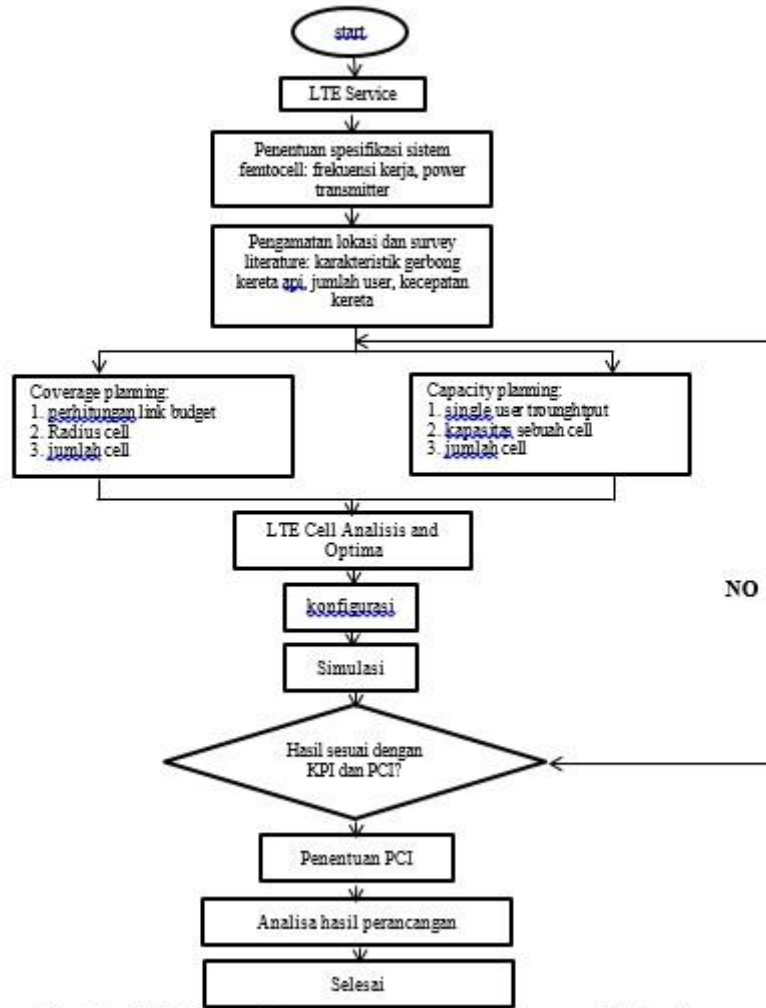 start
LTE Service
Penentuan spesifikasi sistem
femtocell: frekuensi kerja, power
transmitter
Pengamatan lokasi dan survey
literature: karakteristik gerbong
kereta api, jumlah user, kecepatan
kereta
Coverage planning:
1. perhitungan link budget
2. Radius cell
3. jumlah cell
Capacity planning:
1. single user trounghtput
2. kapasitas sebuah cell
3. jumlah cell
LTE Cell Analisis and
Optima
konfigurasi
NO
Simulasi
Hasil sesuai dengan
KPI dan PCI?
Penentuan PCI
Analisa hasil perancangan
Selesai